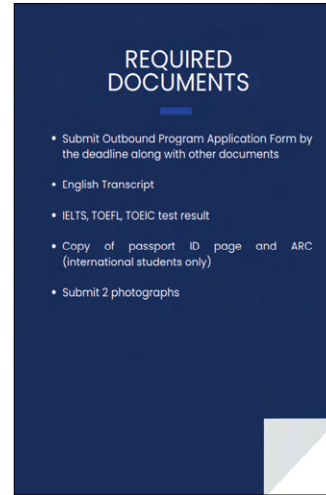 REQUIRED
DOCUMENTS
• Submit Outbound Program Application Form by
the deadline along with other documents
• English Transcript
• IELTS, TOEFL, TOEIC test result
• Copy of passport ID page and ARC
(international students only)
• Submit 2 photographs